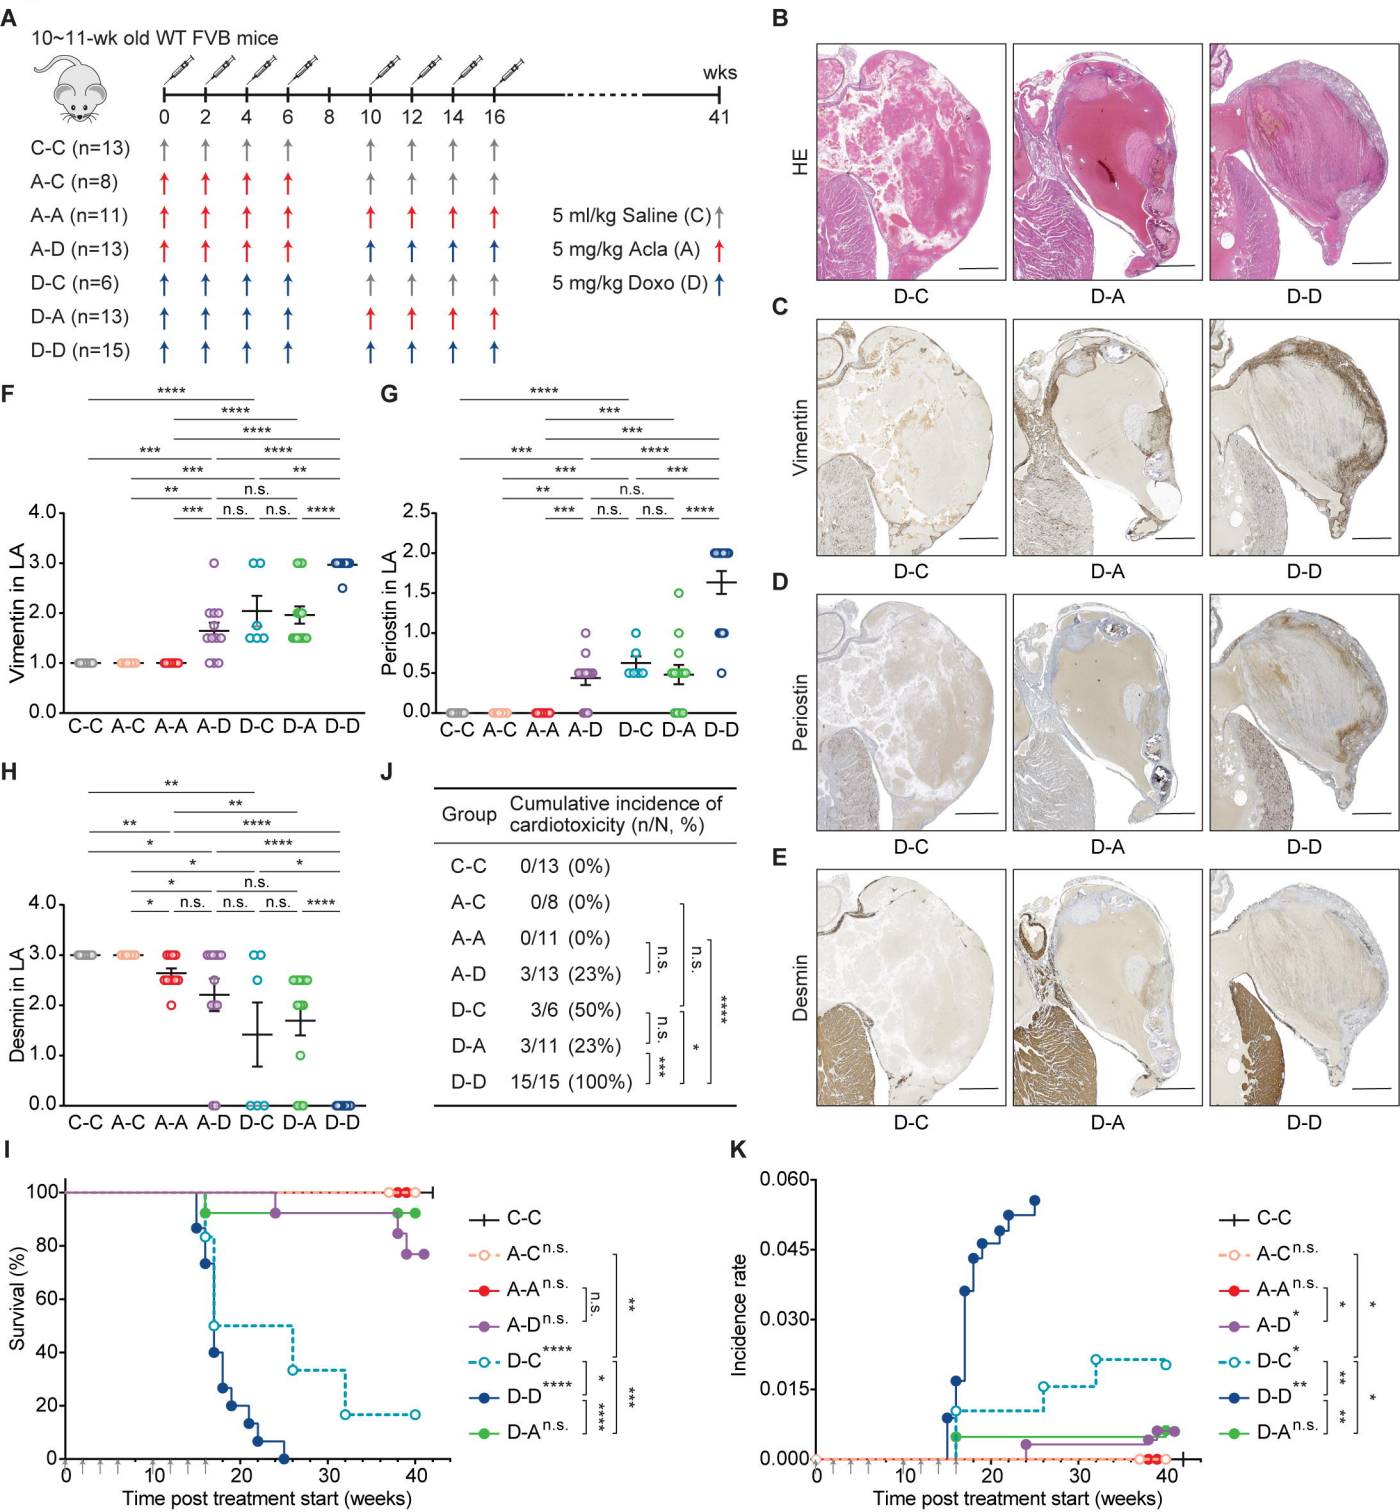 A
10~11-wk old WT FVB mice
wks
0 2 4 6 8 10 12 14 16 41
C-C (n=13)
A-C (n=8)
A-A (n=11)
A-D (n=13)
D-C (n=6)
D-A (n=13)
D-D (n=15)
5 ml/kg Saline (C)
5 mg/kg Acla (A)
5 mg/kg Doxo (D)
B
HE
D-C D-A D-D
C
Vimentin
D-C D-A D-D
D
Periostin
D-C D-A D-D
E
Desmin
D-C D-A D-D
F
****
****
****
*** ****
*** **
** n.s.
*** n.s. n.s. ****
Vimentin in LA
4.0
3.0
2.0
1.0
0.0
C-C A-C A-A A-D D-C D-A D-D
G
****
***
***
*** ****
*** ***
** n.s.
*** n.s. n.s. ****
Periostin in LA
2.5
2.0
1.5
1.0
0.5
0.0
C-C A-C A-A A-D D-C D-A D-D
H
**
**
** ****
* ****
* *
* n.s.
* n.s. n.s. n.s. ****
Desmin in LA
4.0
3.0
2.0
1.0
0.0
C-C A-C A-A A-D D-C D-A D-D
J
Group Cumulative incidence of
cardiotoxicity (n/N, %)
C-C 0/13 (0%)
A-C 0/8 (0%)
A-A 0/11 (0%)
A-D 3/13 (23%)
D-C 3/6 (50%)
D-A 3/11 (23%)
D-D 15/15 (100%)
n.s.
n.s.
****
n.s.
*
***
I
Survival (%)
100
80
60
40
20
0
0 10 20 30 40
Time post treatment start (weeks)
C-C
A-C n.s.
A-A n.s.
A-D n.s.
D-C ****
D-D ****
D-A n.s.
n.s.
**
*
****
***
K
Incidence rate
0.060
0.045
0.030
0.015
0.000
0 10 20 30 40
Time post treatment start (weeks)
C-C
A-C n.s.
A-A n.s.
A-D *
D-C *
D-D **
D-A n.s.
*
*
**
**
*